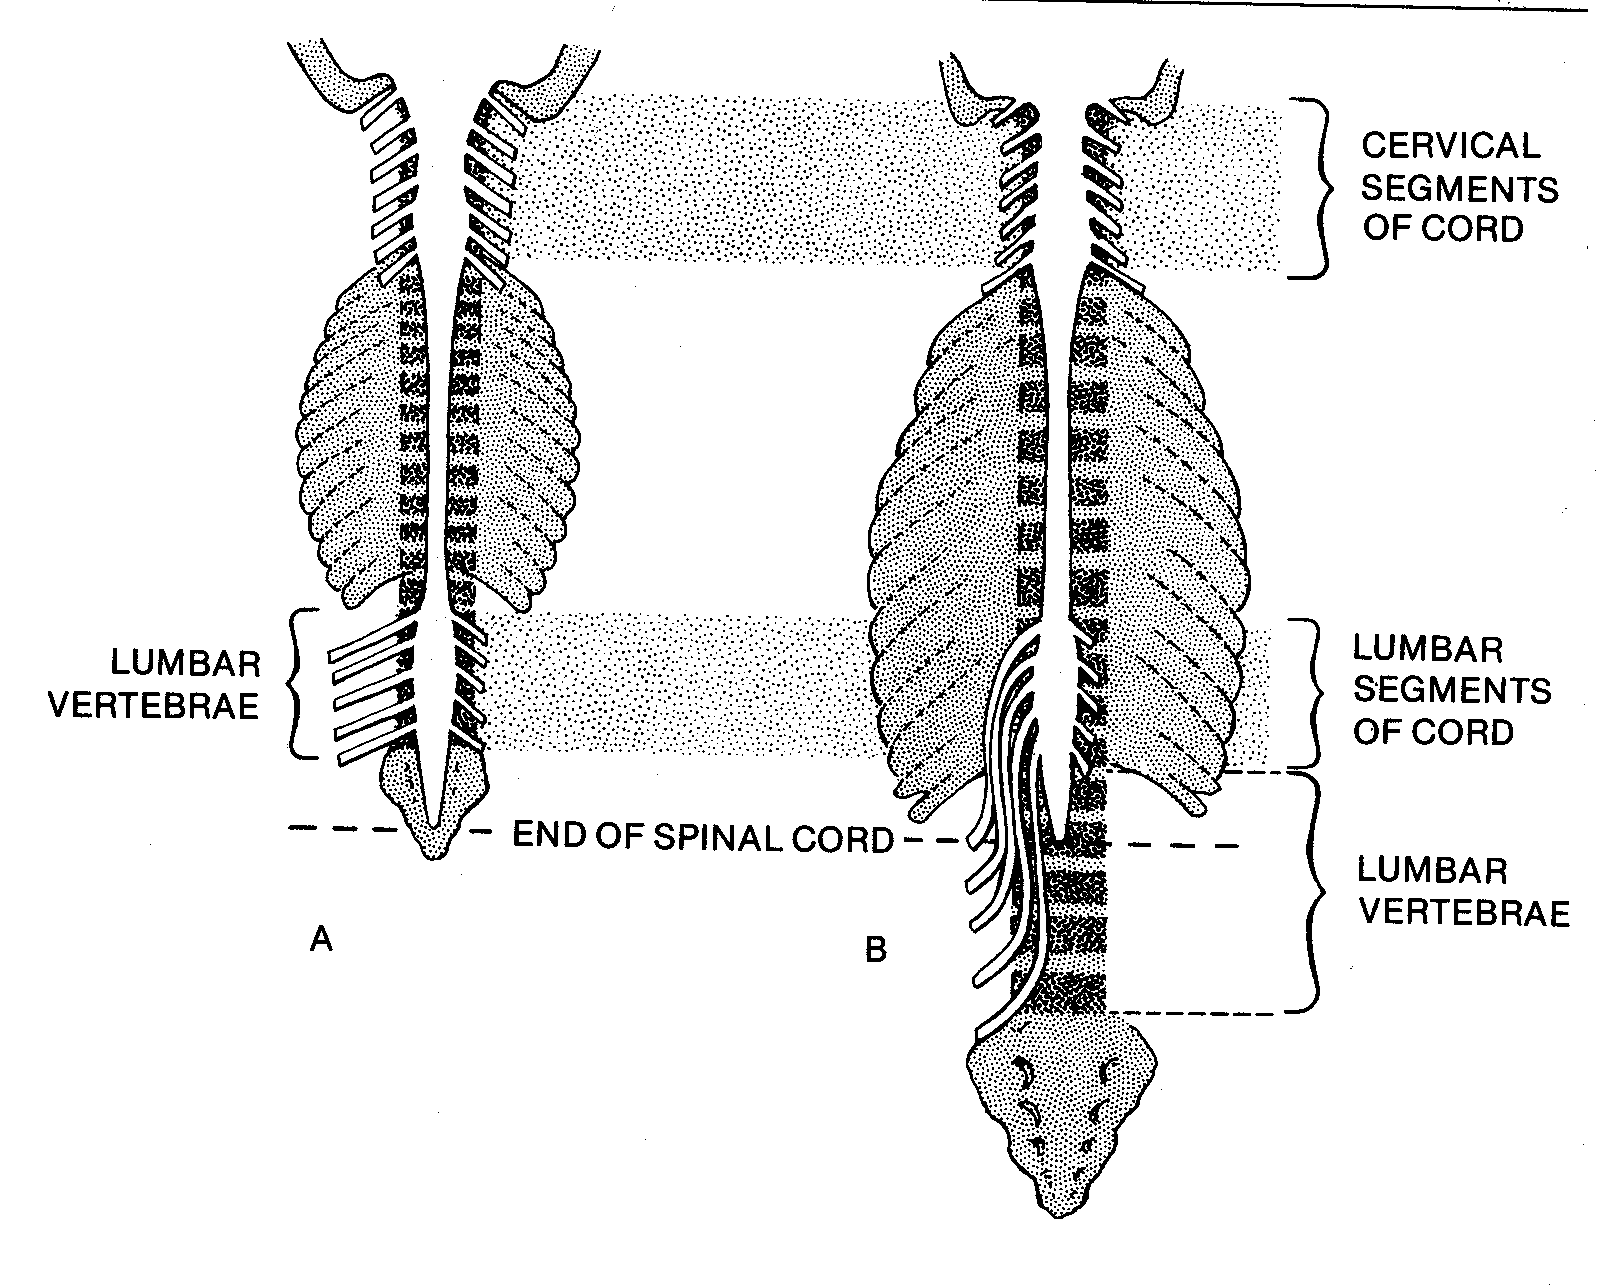 CERVICAL
SEGMENTS
OF CORD
LUMBAR
VERTEBRAE
LUMBAR
SEGMENTS
OF CORD
END OF SPINAL CORD
LUMBAR
VERTEBRAE
A
B